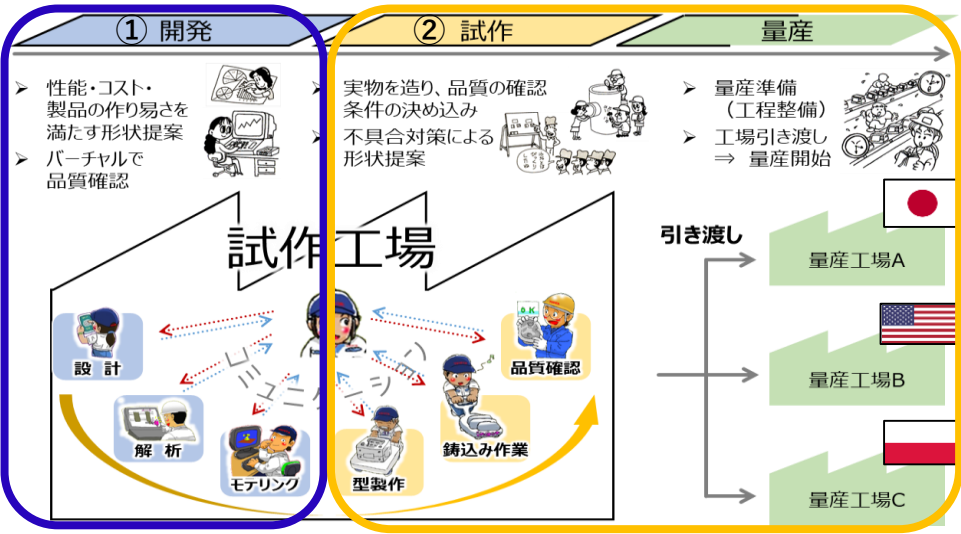 ① 開発
② 試作
量産
➢ 性能・コスト・
製品の作り易さを
満たす形状提案
➢ バーチャルで
品質確認
➢ 実物を造り、品質の確認
条件の決め込み
➢ 不具合対策による
形状提案
➢ 量産準備
(工程整備)
➢ 工場引き渡し
⇒ 量産開始
試作工場
設計
解析
モデリング
型製作
鋳込み作業
品質確認
OK
コミュニケーション
引き渡し
量産工場A
量産工場B
量産工場C